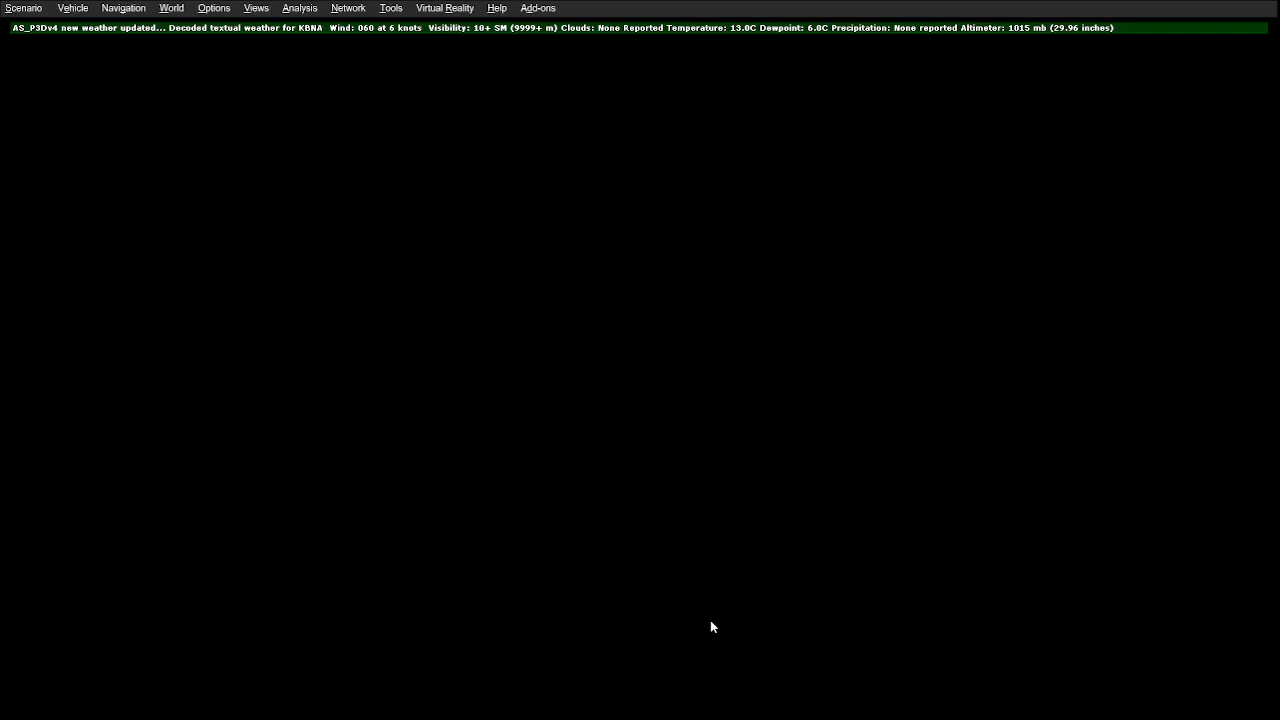 Scenario Vehicle Navigation World Options Views Analysis Network Tools Virtual Reality Help Add-ons
AS_P3Dv4 new weather updated... Decoded textual weather for KBNA Wind: 060 at 6 knots Visibility: 10+ SM (9999+ m) Clouds: None Reported Temperature: 13.0C Dewpoint: 6.0C Precipitation: None reported Altimeter: 1015 mb (29.96 inches)